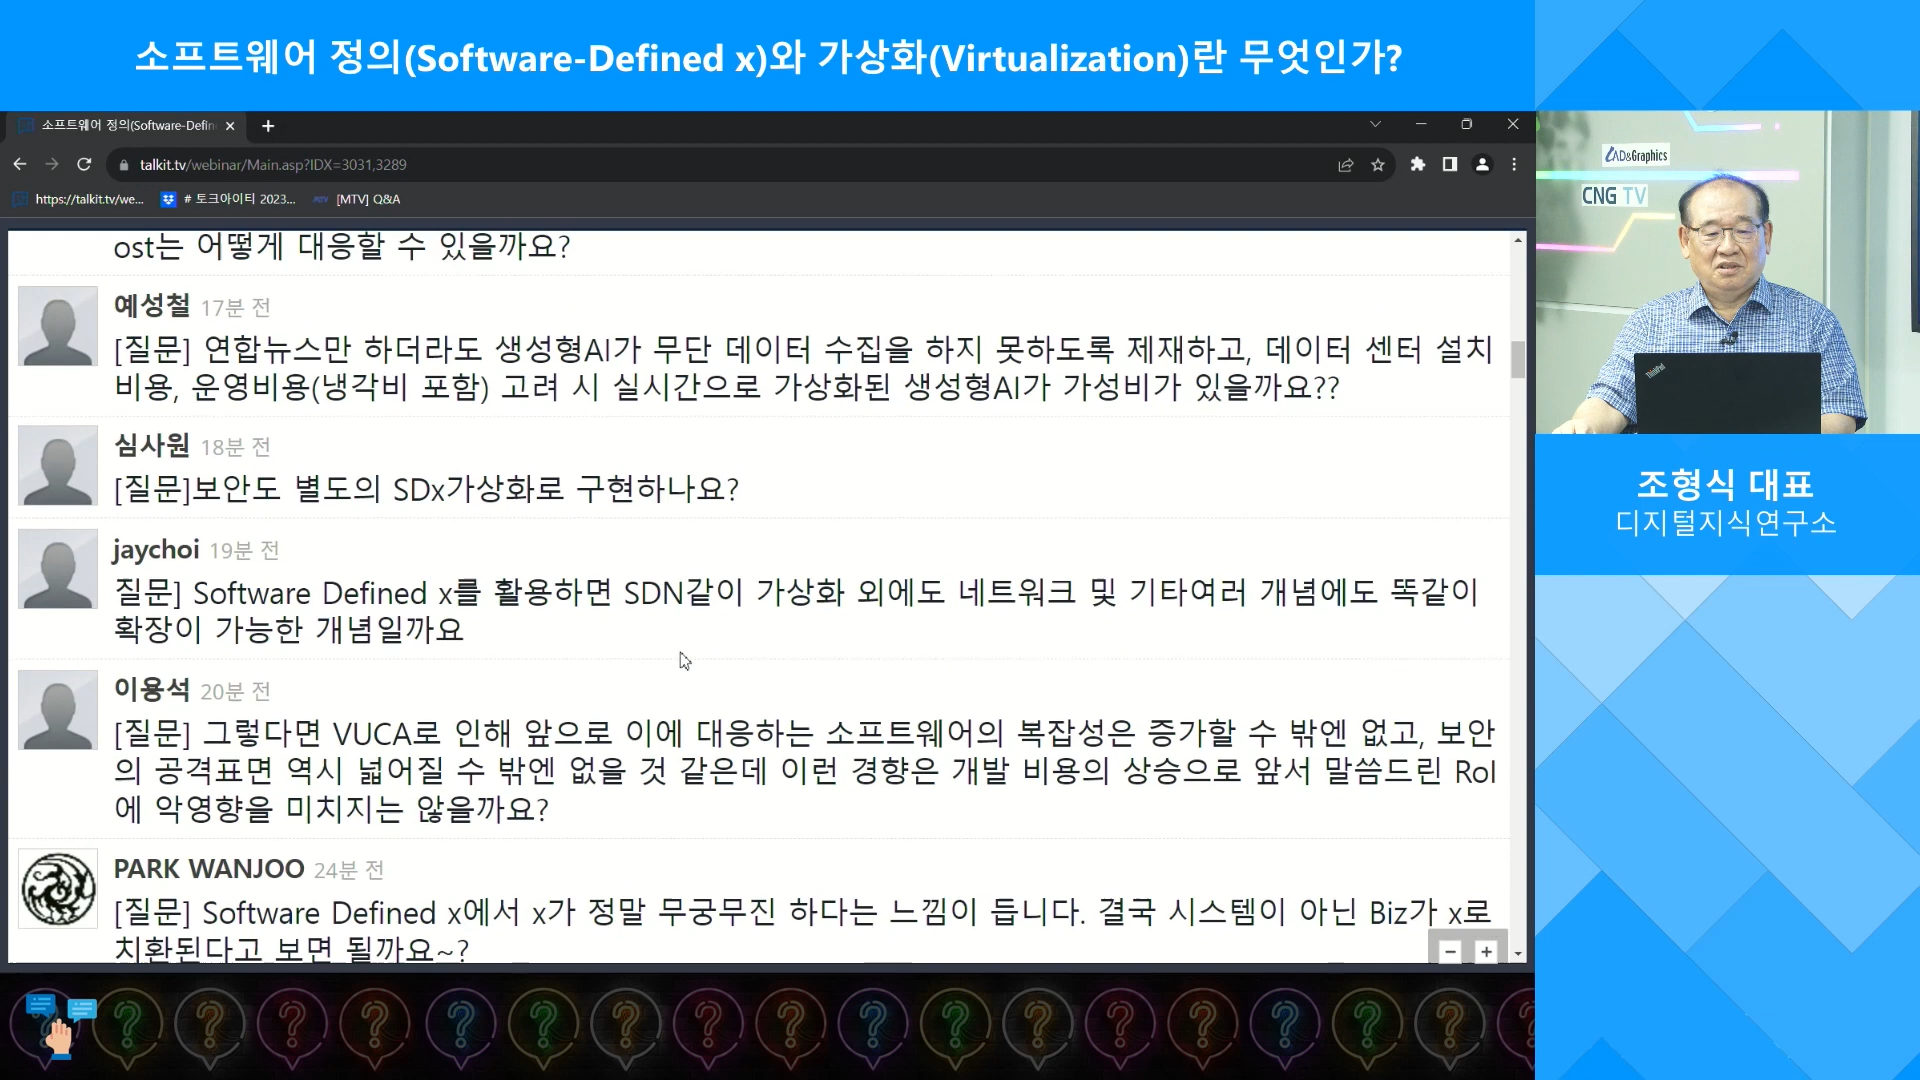 소프트웨어 정의(Software-Defined x)와 가상화(Virtualization)란 무엇인가?
소프트웨어 정의(Software-Defin
talkit.tv/webinar/Main.asp?IDX=3031,3289
https://talkit.tv/we...
# 토크아이티 2023...
[MTV] Q&A
ost는 어떻게 대응할 수 있을까요?
예성철 17분 전
[질문] 연합뉴스만 하더라도 생성형AI가 무단 데이터 수집을 하지 못하도록 제재하고, 데이터 센터 설치
비용, 운영비용(냉각비 포함) 고려 시 실시간으로 가상화된 생성형AI가 가성비가 있을까요??
심사원 18분 전
[질문]보안도 별도의 SDx가상화로 구현하나요?
jaychoi 19분 전
질문] Software Defined x를 활용하면 SDN같이 가상화 외에도 네트워크 및 기타여러 개념에도 똑같이
확장이 가능한 개념일까요
이용석 20분 전
[질문] 그렇다면 VUCA로 인해 앞으로 이에 대응하는 소프트웨어의 복잡성은 증가할 수 밖엔 없고, 보안
의 공격표면 역시 넓어질 수 밖엔 없을 것 같은데 이런 경향은 개발 비용의 상승으로 앞서 말씀드린 RoI
에 악영향을 미치지는 않을까요?
PARK WANJOO 24분 전
[질문] Software Defined x에서 x가 정말 무궁무진 하다는 느낌이 듭니다. 결국 시스템이 아닌 Biz가 x로
치환된다고 보면 될까요~?
CAD&Graphics
CNG TV
ThinkPad
조형식 대표
디지털지식연구소